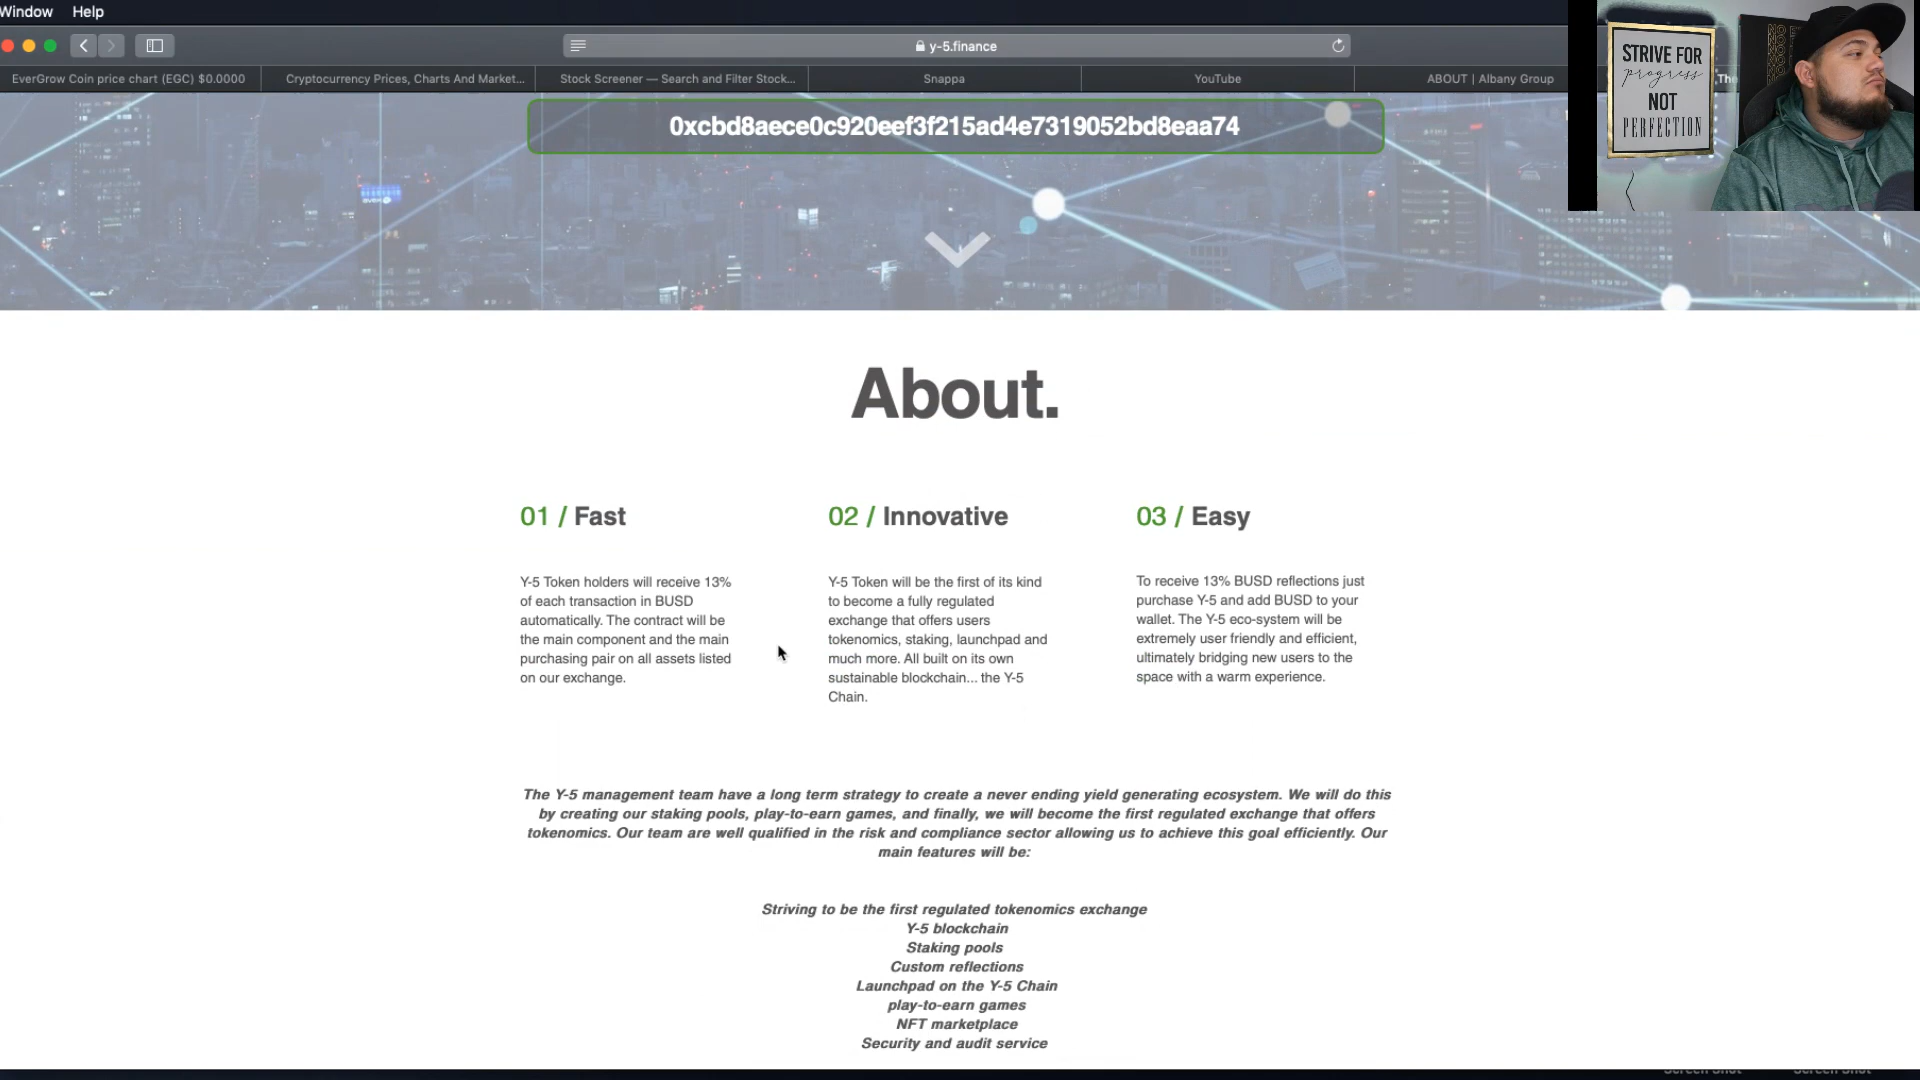 Window Help
y-5.finance
EverGrow Coin price chart (EGC) $0.0000
Cryptocurrency Prices, Charts And Market...
Stock Screener — Search and Filter Stock...
Snappa
YouTube
ABOUT | Albany Group
The
STRIVE FOR
progress
NOT
PERFECTION
0xcbd8aece0c920eef3f215ad4e7319052bd8eaa74
About.
01 / Fast
Y-5 Token holders will receive 13%
of each transaction in BUSD
automatically. The contract will be
the main component and the main
purchasing pair on all assets listed
on our exchange.
02 / Innovative
Y-5 Token will be the first of its kind
to become a fully regulated
exchange that offers users
tokenomics, staking, launchpad and
much more. All built on its own
sustainable blockchain... the Y-5
Chain.
03 / Easy
To receive 13% BUSD reflections just
purchase Y-5 and add BUSD to your
wallet. The Y-5 eco-system will be
extremely user friendly and efficient,
ultimately bridging new users to the
space with a warm experience.
The Y-5 management team have a long term strategy to create a never ending yield generating ecosystem. We will do this
by creating our staking pools, play-to-earn games, and finally, we will become the first regulated exchange that offers
tokenomics. Our team are well qualified in the risk and compliance sector allowing us to achieve this goal efficiently. Our
main features will be:
Striving to be the first regulated tokenomics exchange
Y-5 blockchain
Staking pools
Custom reflections
Launchpad on the Y-5 Chain
play-to-earn games
NFT marketplace
Security and audit service